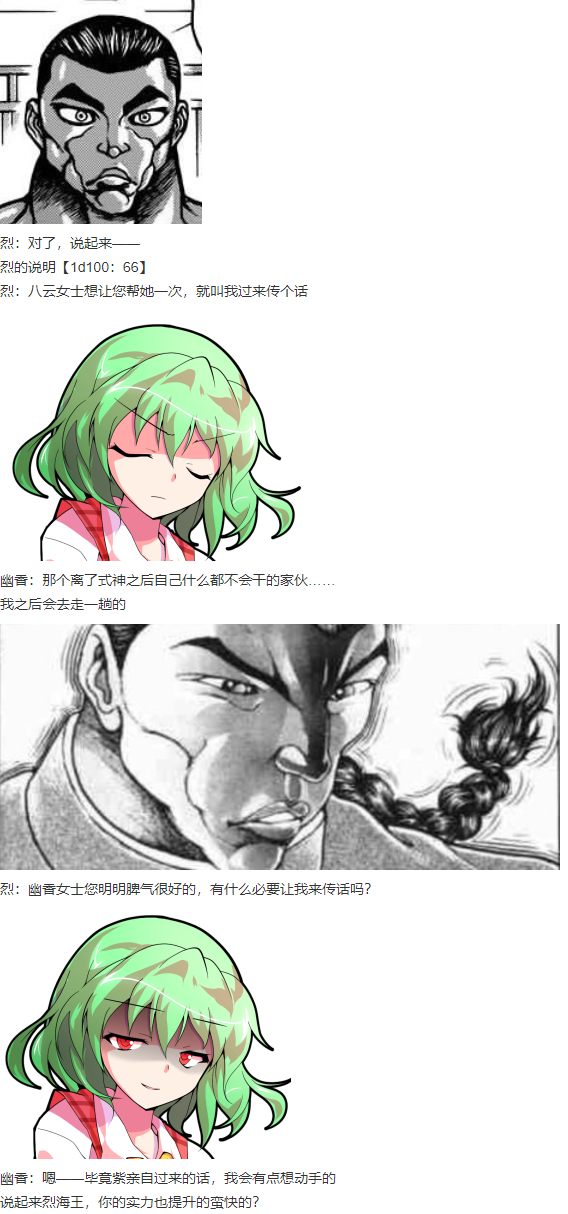 烈：对了，说起来——
烈的说明【1d100：66】
烈：八云女士想让您帮她一次，就叫我过来传个话
幽香：那个离了式神之后自己什么都不会干的家伙……
我之后会去走一趟的
烈：幽香女士您明明脾气很好的，有什么必要让我来传话吗？
幽香：嗯——毕竟紫亲自过来的话，我会有点想动手的
说起来烈海王，你的实力也提升的蛮快的？